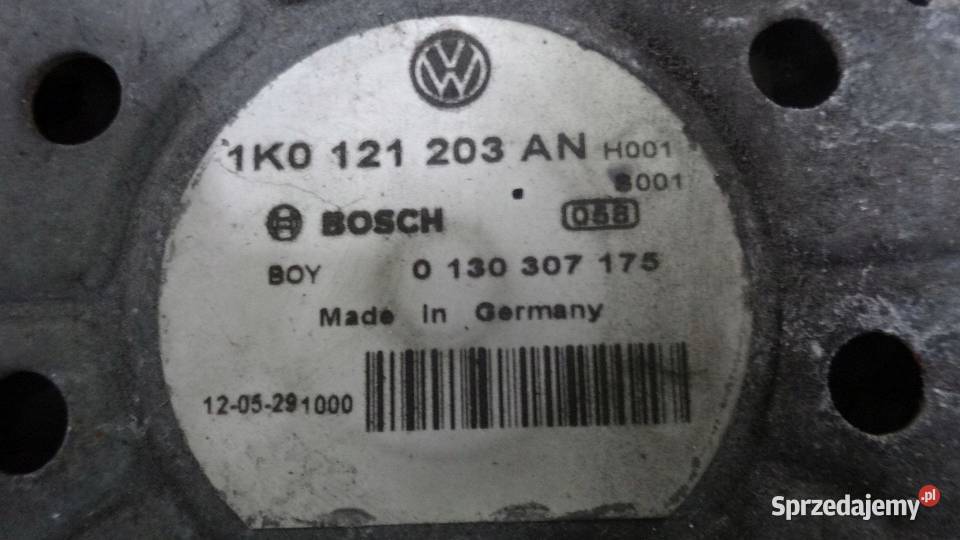 VW
1K0 121 203 AN H001
S001
BOSCH 058
BOY 0 130 307 175
Made in Germany
12-05-291000
Sprzedajemy.pl